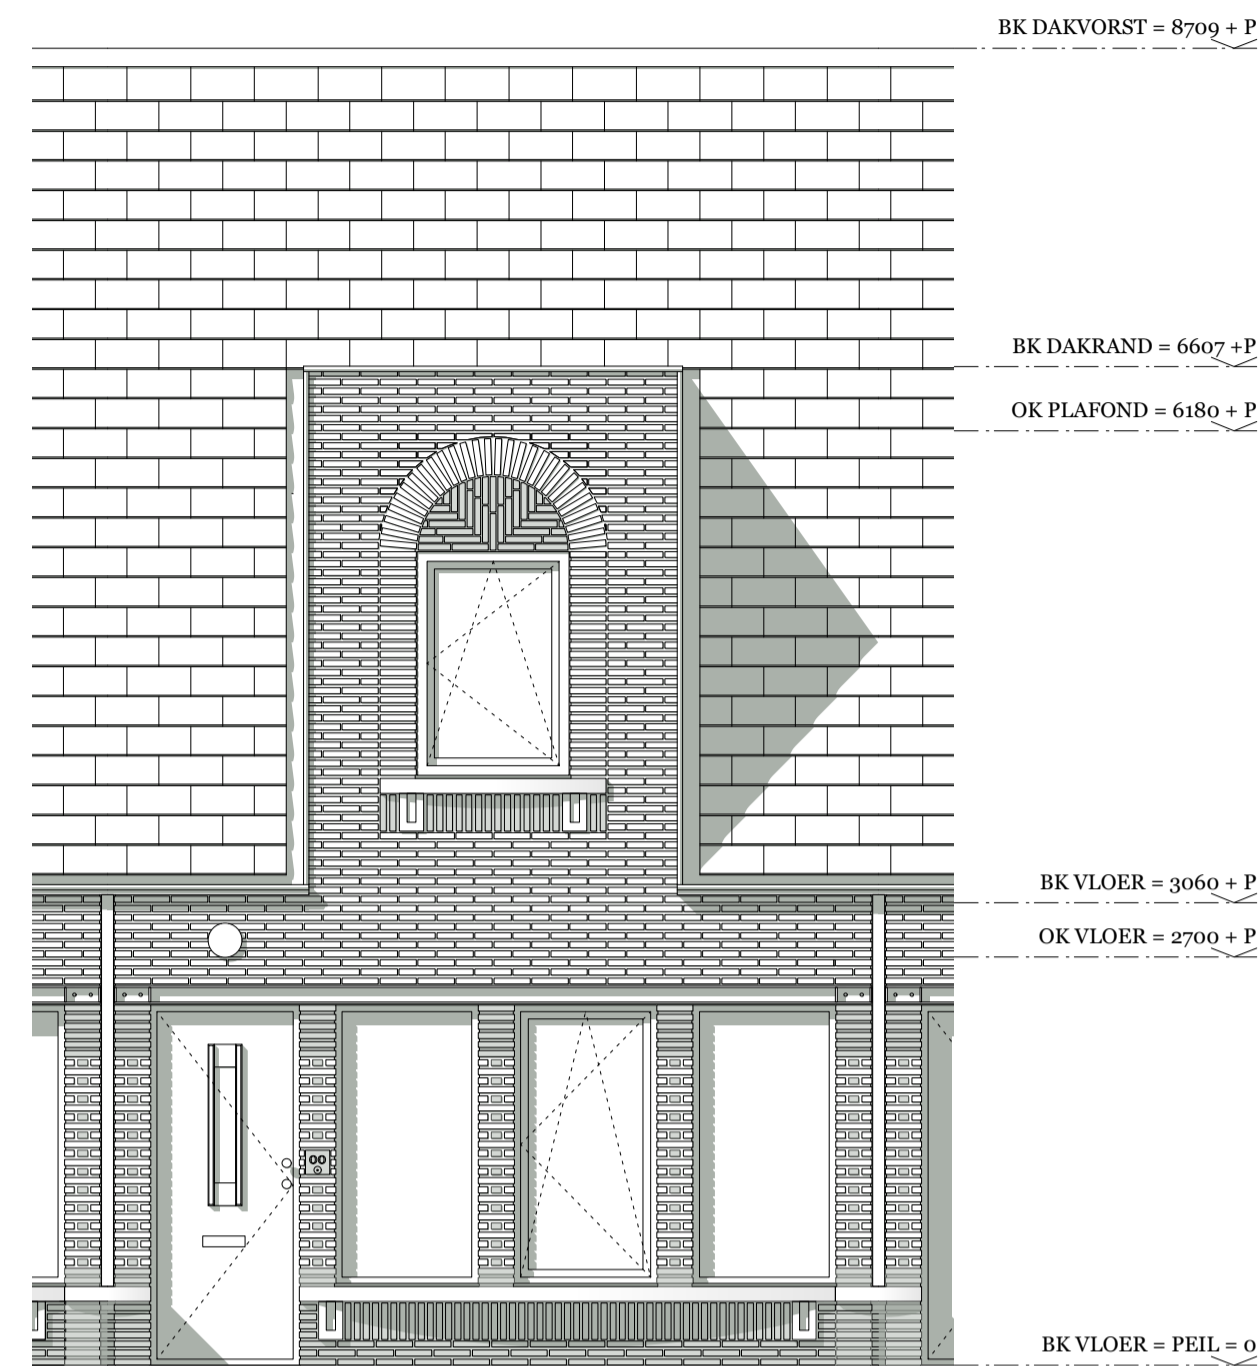 BK DAKVORST = 8709 + P
BK DAKRAND = 6607 +P
OK PLAFOND = 6180 + P
BK VLOER = 3060 + P
OK VLOER = 2700 + P
BK VLOER = PEIL = 0